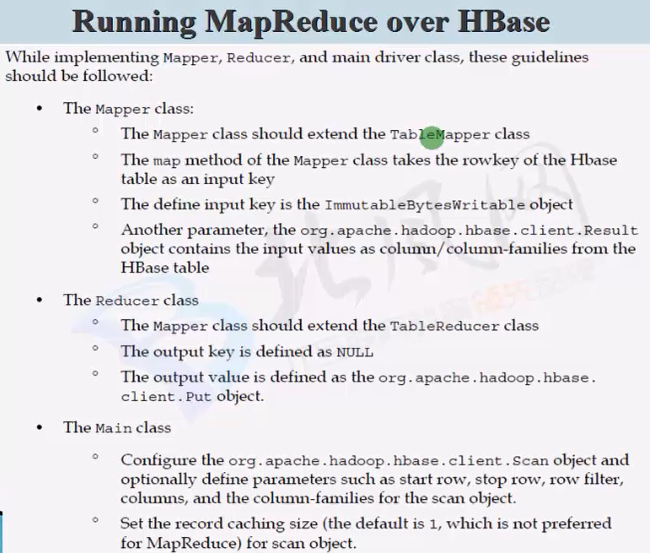 Running MapReduce over HBase
While implementing Mapper, Reducer, and main driver class, these guidelines
should be followed:
• The Mapper class:
° The Mapper class should extend the TableMapper class
° The map method of the Mapper class takes the rowkey of the Hbase
table as an input key
° The define input key is the ImmutableBytesWritable object
° Another parameter, the org.apache.hadoop.hbase.client.Result
object contains the input values as column/column-families from the
HBase table
• The Reducer class
° The Mapper class should extend the TableReducer class
° The output key is defined as NULL
° The output value is defined as the org.apache.hadoop.hbase.
client.Put object.
• The Main class
° Configure the org.apache.hadoop.hbase.client.Scan object and
optionally define parameters such as start row, stop row, row filter,
columns, and the column-families for the scan object.
° Set the record caching size (the default is 1, which is not preferred
for MapReduce) for scan object.
北风网